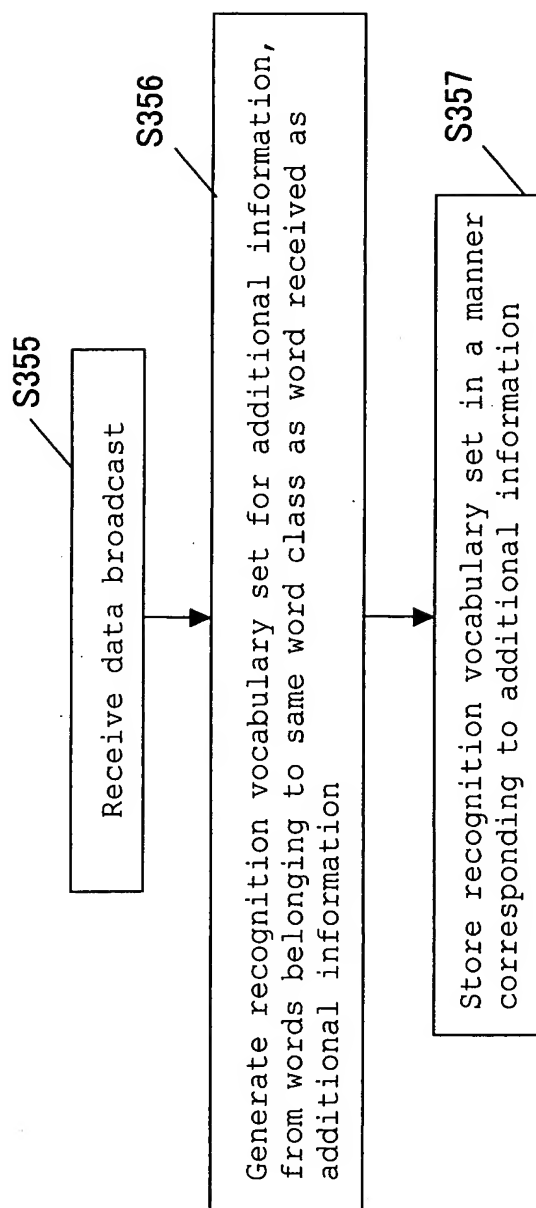 S355
Receive data broadcast
S356
Generate recognition vocabulary set for additional information,
from words belonging to same word class as word received as
additional information
S357
Store recognition vocabulary set in a manner
corresponding to additional information